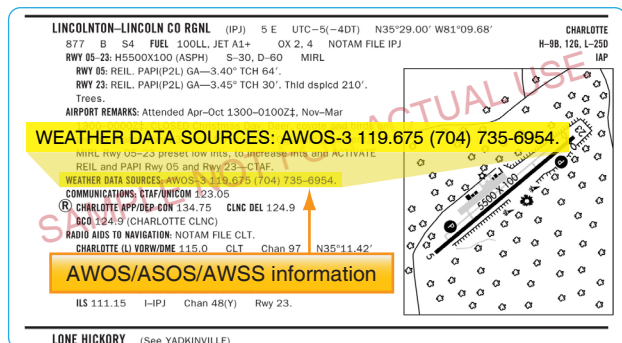 LINCOLNTON–LINCOLN CO RGNL (IPJ) 5 E UTC–5(–4DT) N35°29.00′ W81°09.68′ CHARLOTTE
877 B S4 FUEL 100LL, JET A1+ OX 2, 4 NOTAM FILE IPJ H–9B, 12G, L–25D
RWY 05–23: H5500X100 (ASPH) S–30, D–60 MIRL IAP
RWY 05: REIL. PAPI(P2L) GA—3.40° TCH 64′.
RWY 23: REIL. PAPI(P2L) GA—3.45° TCH 30′. Thld dsplcd 210′.
Trees.
AIRPORT REMARKS: Attended Apr–Oct 1300–0100Z‡, Nov–Mar
WEATHER DATA SOURCES: AWOS-3 119.675 (704) 735-6954.
MIRL Rwy 05–23 preset low ints, to increase ints and ACTIVATE
REIL and PAPI Rwy 05 and Rwy 23—CTAF.
WEATHER DATA SOURCES: AWOS–3 119.675 (704) 735–6954.
COMMUNICATIONS: CTAF/UNICOM 123.05
Ⓡ CHARLOTTE APP/DEP CON 134.75 CLNC DEL 124.9
GCO 124.9 (CHARLOTTE CLNC)
RADIO AIDS TO NAVIGATION: NOTAM FILE CLT.
CHARLOTTE (L) VORW/DME 115.0 CLT Chan 97 N35°11.42′
AWOS/ASOS/AWSS information
ILS 111.15 I–IPJ Chan 48(Y) Rwy 23.
LONE HICKORY (See YADKINVILLE)
5500 X 100
5
23